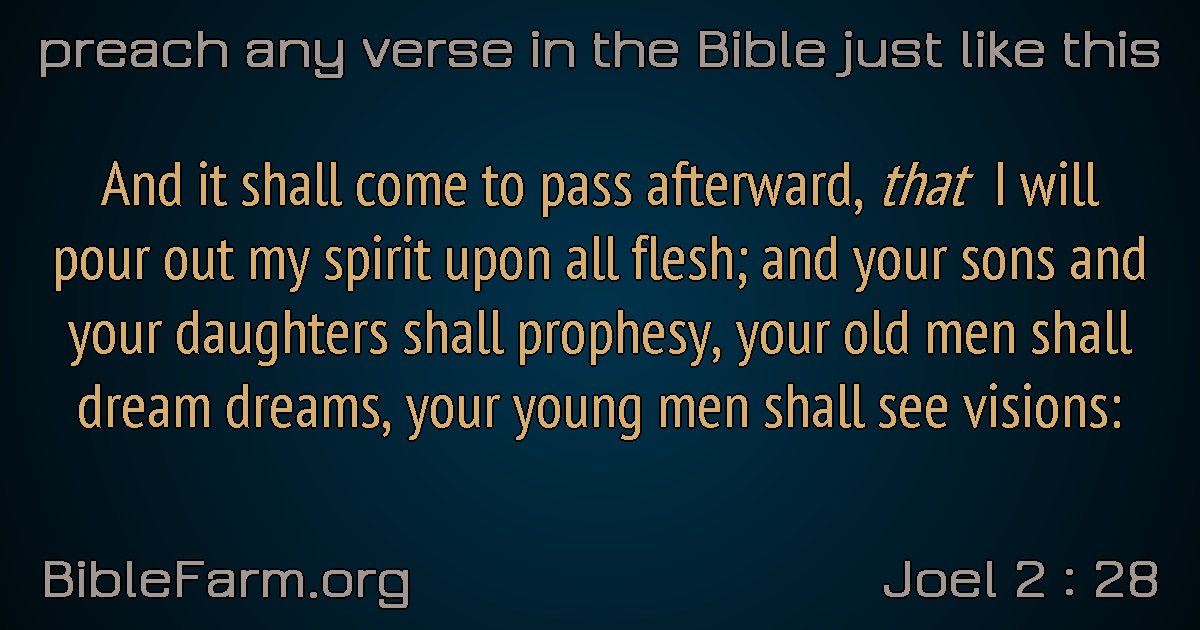 preach any verse in the Bible just like this
And it shall come to pass afterward, that I will
pour out my spirit upon all flesh; and your sons and
your daughters shall prophesy, your old men shall
dream dreams, your young men shall see visions:
BibleFarm.org
Joel 2 : 28